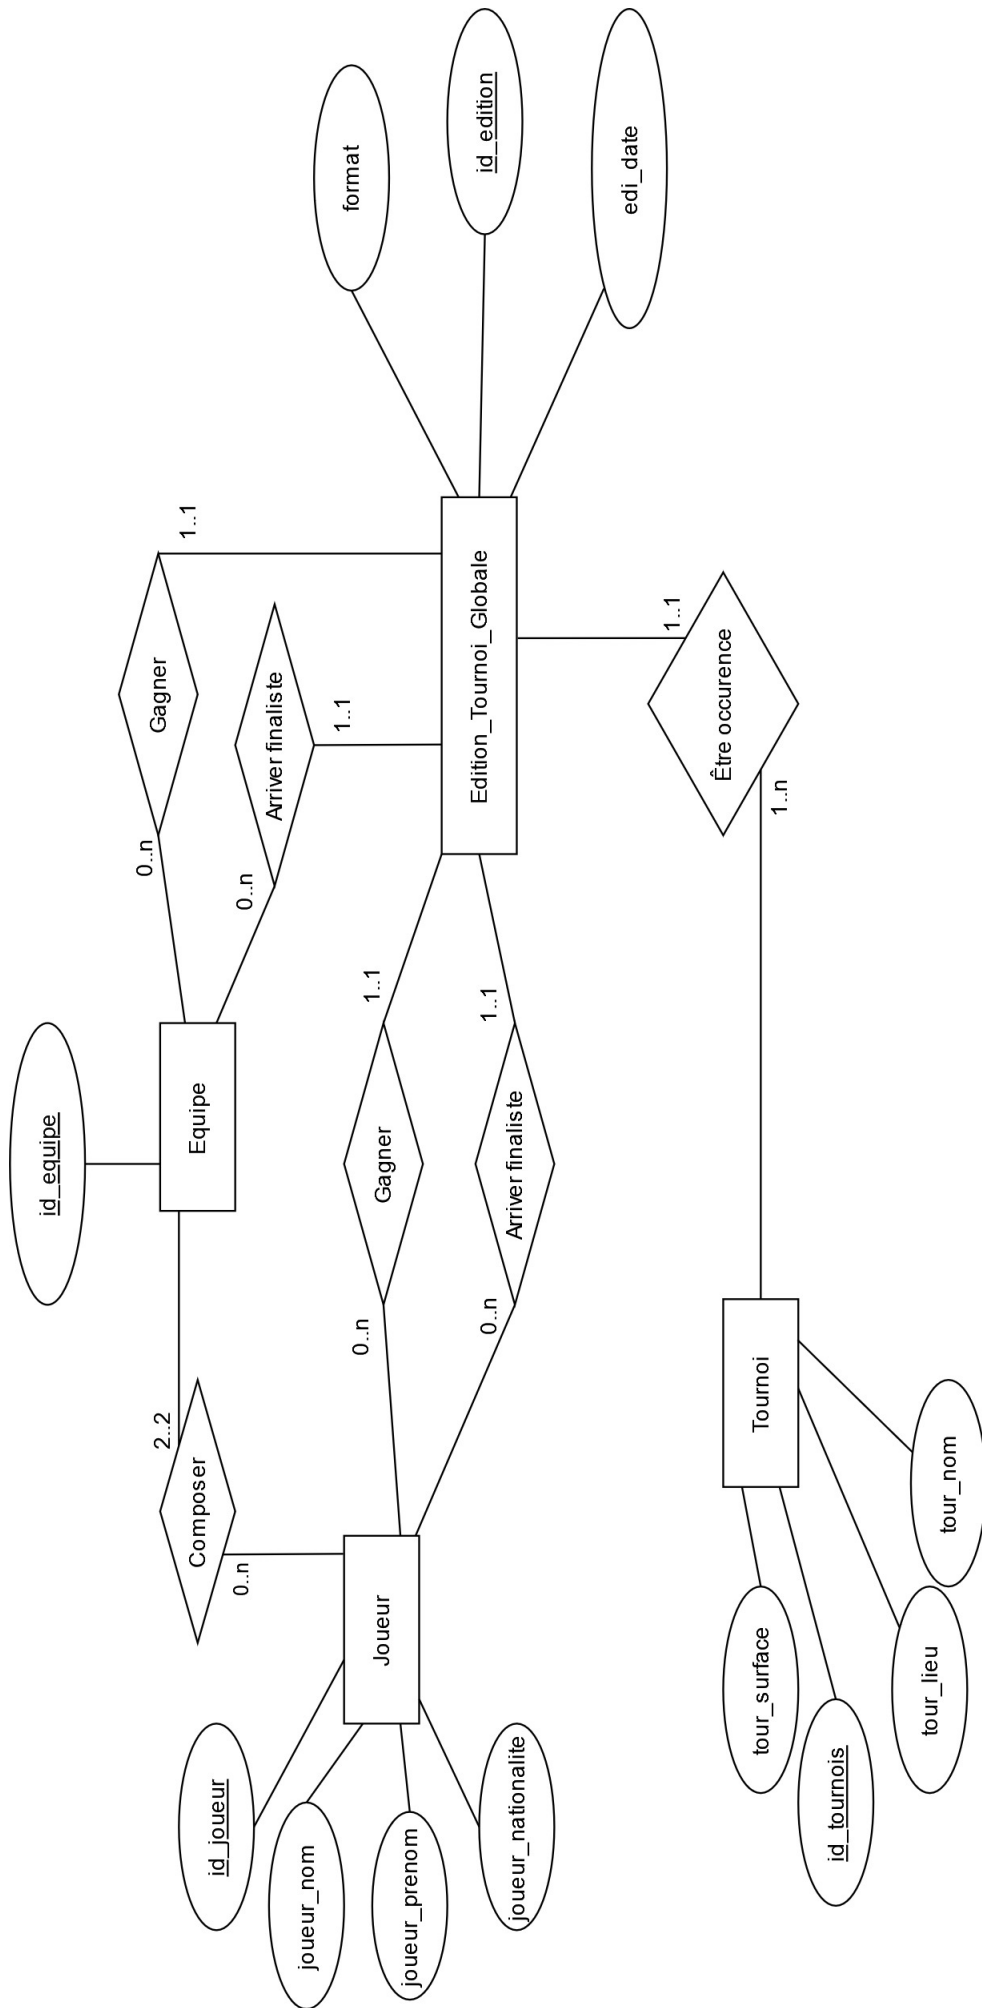 id_equipe
0..n
Gagner
2..2
1..1
Composer
Equipe
id_joueur
0..n
0..n
Arriver finaliste
joueur_nom
1..1
format
0..n
1..1
Joueur
Gagner
joueur_prenom
Edition_Tournoi_Globale
id_edition
0..n
1..1
joueur_nationalite
Arriver finaliste
edi_date
1..1
Être occurence
tour_surface
Tournoi
1..n
id_tournois
tour_lieu
tour_nom